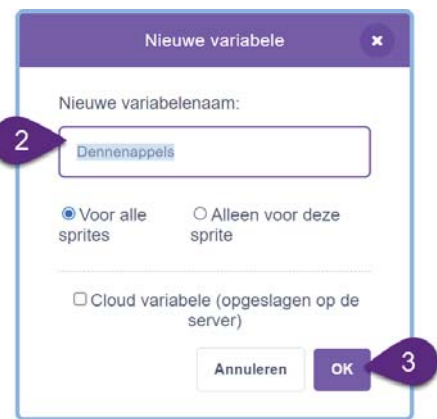 Nieuwe variabele
Nieuwe variabelenaam:
2
Dennenappels
Voor alle sprites
Alleen voor deze sprite
Cloud variabele (opgeslagen op de
server)
Annuleren
OK
3